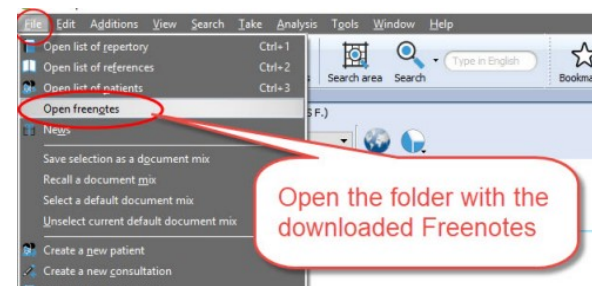 File Edit Additions View Search Take Analysis Tools Window Help
Open list of repertory Ctrl+1
Open list of references Ctrl+2
Open list of patients Ctrl+3
Open freenotes
News
Save selection as a document mix
Recall a document mix
Select a default document mix
Unselect current default document mix
Create a new patient
Create a new consultation
Search area Search Type in English
F.)
Open the folder with the
downloaded Freenotes